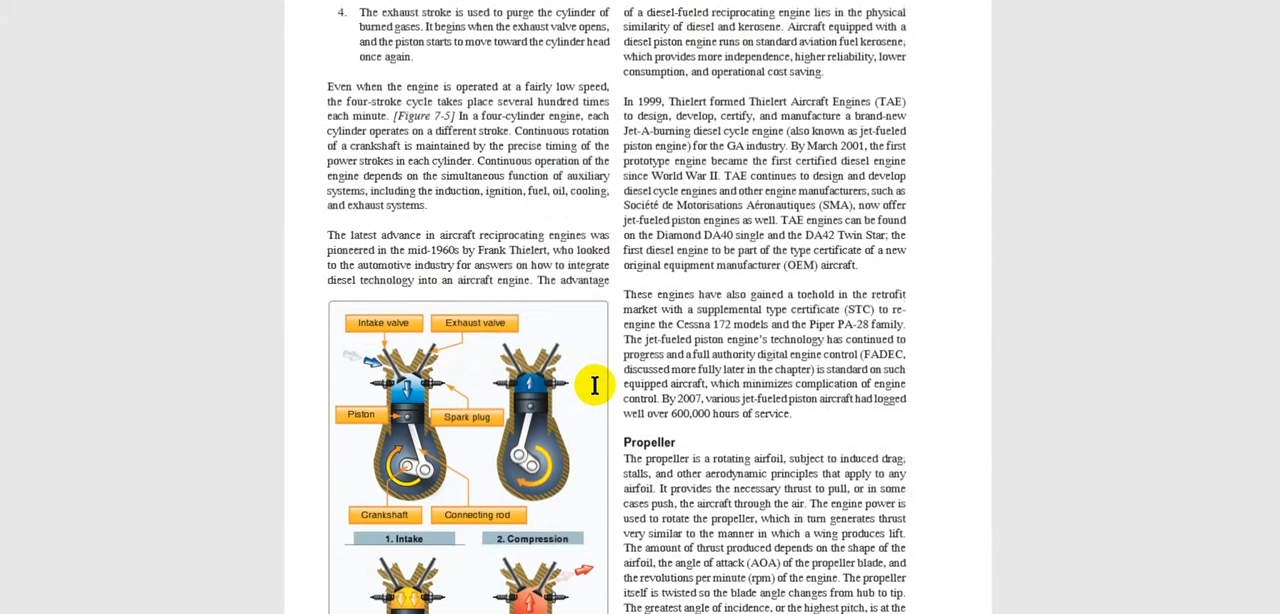 4. The exhaust stroke is used to purge the cylinder of
burned gases. It begins when the exhaust valve opens,
and the piston starts to move toward the cylinder head
once again.
Even when the engine is operated at a fairly low speed,
the four-stroke cycle takes place several hundred times
each minute. [Figure 7-5] In a four-cylinder engine, each
cylinder operates on a different stroke. Continuous rotation
of a crankshaft is maintained by the precise timing of the
power strokes in each cylinder. Continuous operation of the
engine depends on the simultaneous function of auxiliary
systems, including the induction, ignition, fuel, oil, cooling,
and exhaust systems.
The latest advance in aircraft reciprocating engines was
pioneered in the mid-1960s by Frank Thielert, who looked
to the automotive industry for answers on how to integrate
diesel technology into an aircraft engine. The advantage
Intake valve
Exhaust valve
Piston
Spark plug
Crankshaft
Connecting rod
1. Intake
2. Compression
of a diesel-fueled reciprocating engine lies in the physical
similarity of diesel and kerosene. Aircraft equipped with a
diesel piston engine runs on standard aviation fuel kerosene,
which provides more independence, higher reliability, lower
consumption, and operational cost saving.
In 1999, Thielert formed Thielert Aircraft Engines (TAE)
to design, develop, certify, and manufacture a brand-new
Jet-A-burning diesel cycle engine (also known as jet-fueled
piston engine) for the GA industry. By March 2001, the first
prototype engine became the first certified diesel engine
since World War II. TAE continues to design and develop
diesel cycle engines and other engine manufacturers, such as
Société de Motorisations Aéronautiques (SMA), now offer
jet-fueled piston engines as well. TAE engines can be found
on the Diamond DA40 single and the DA42 Twin Star; the
first diesel engine to be part of the type certificate of a new
original equipment manufacturer (OEM) aircraft.
These engines have also gained a toehold in the retrofit
market with a supplemental type certificate (STC) to re-
engine the Cessna 172 models and the Piper PA-28 family.
The jet-fueled piston engine's technology has continued to
progress and a full authority digital engine control (FADEC,
discussed more fully later in the chapter) is standard on such
equipped aircraft, which minimizes complication of engine
control. By 2007, various jet-fueled piston aircraft had logged
well over 600,000 hours of service.
Propeller
The propeller is a rotating airfoil, subject to induced drag,
stalls, and other aerodynamic principles that apply to any
airfoil. It provides the necessary thrust to pull, or in some
cases push, the aircraft through the air. The engine power is
used to rotate the propeller, which in turn generates thrust
very similar to the manner in which a wing produces lift.
The amount of thrust produced depends on the shape of the
airfoil, the angle of attack (AOA) of the propeller blade, and
the revolutions per minute (rpm) of the engine. The propeller
itself is twisted so the blade angle changes from hub to tip.
The greatest angle of incidence, or the highest pitch, is at the